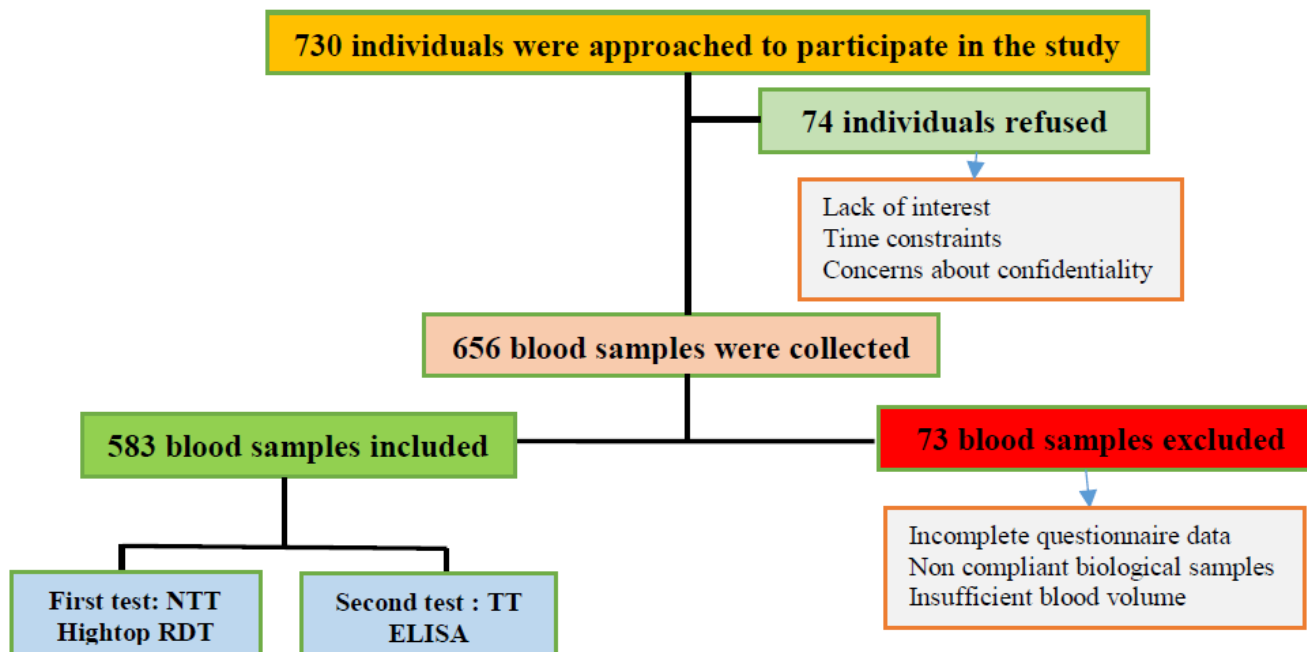 730 individuals were approached to participate in the study
74 individuals refused
Lack of interest
Time constraints
Concerns about confidentiality
656 blood samples were collected
583 blood samples included
73 blood samples excluded
Incomplete questionnaire data
Non compliant biological samples
Insufficient blood volume
First test: NTT
Hightop RDT
Second test : TT
ELISA